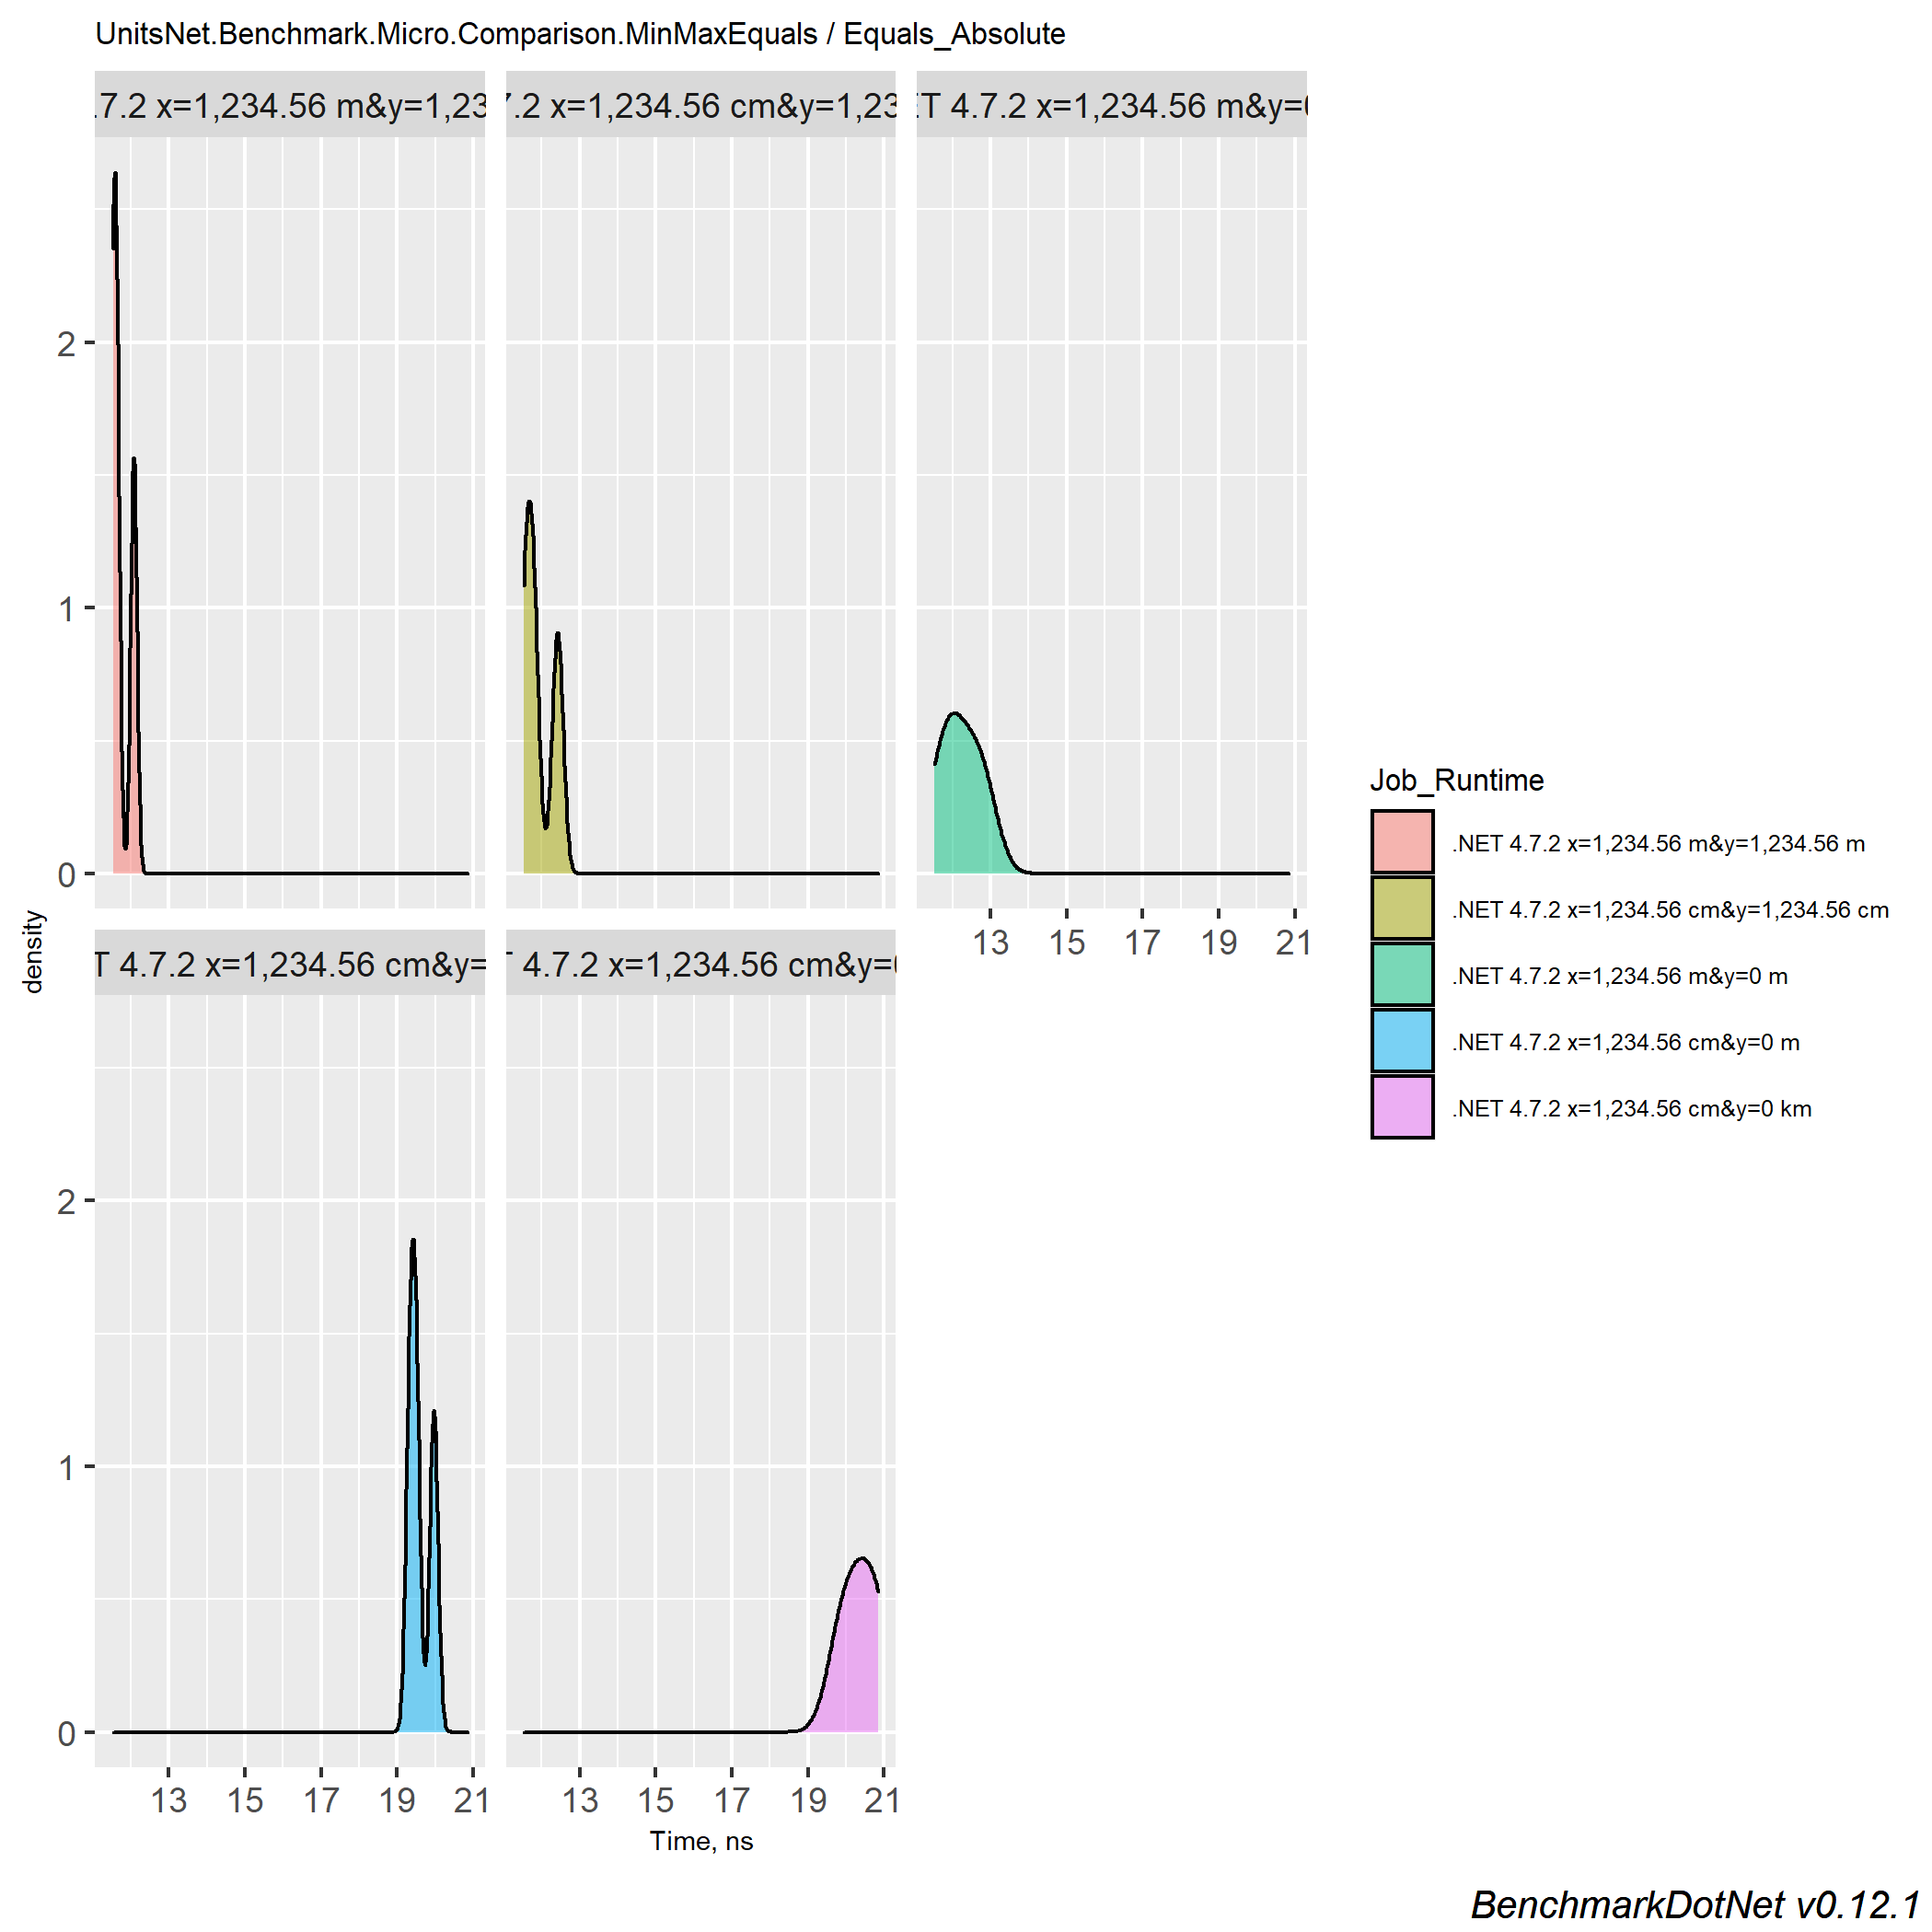 UnitsNet.Benchmark.Micro.Comparison.MinMaxEquals / Equals_Absolute
.7.2 x=1,234.56 m&y=1,23
7.2 x=1,234.56 cm&y=1,23
ET 4.7.2 x=1,234.56 m&y=0
2
1
0
13 15 17 19 21
density
T 4.7.2 x=1,234.56 cm&y=
T 4.7.2 x=1,234.56 cm&y=0
2
1
0
13 15 17 19 21
13 15 17 19 21
Time, ns
Job_Runtime
.NET 4.7.2 x=1,234.56 m&y=1,234.56 m
.NET 4.7.2 x=1,234.56 cm&y=1,234.56 cm
.NET 4.7.2 x=1,234.56 m&y=0 m
.NET 4.7.2 x=1,234.56 cm&y=0 m
.NET 4.7.2 x=1,234.56 cm&y=0 km
BenchmarkDotNet v0.12.1